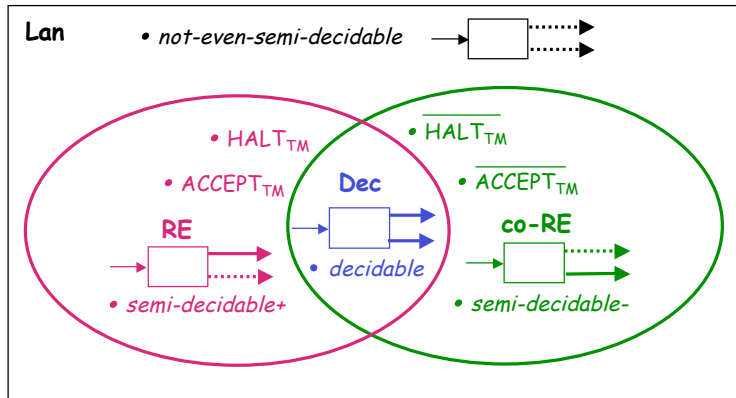 Lan
• not-even-semi-decidable
• HALT_TM
• \overline{HALT_TM}
• ACCEPT_TM
Dec
• \overline{ACCEPT_TM}
RE
co-RE
• decidable
• semi-decidable+
• semi-decidable-